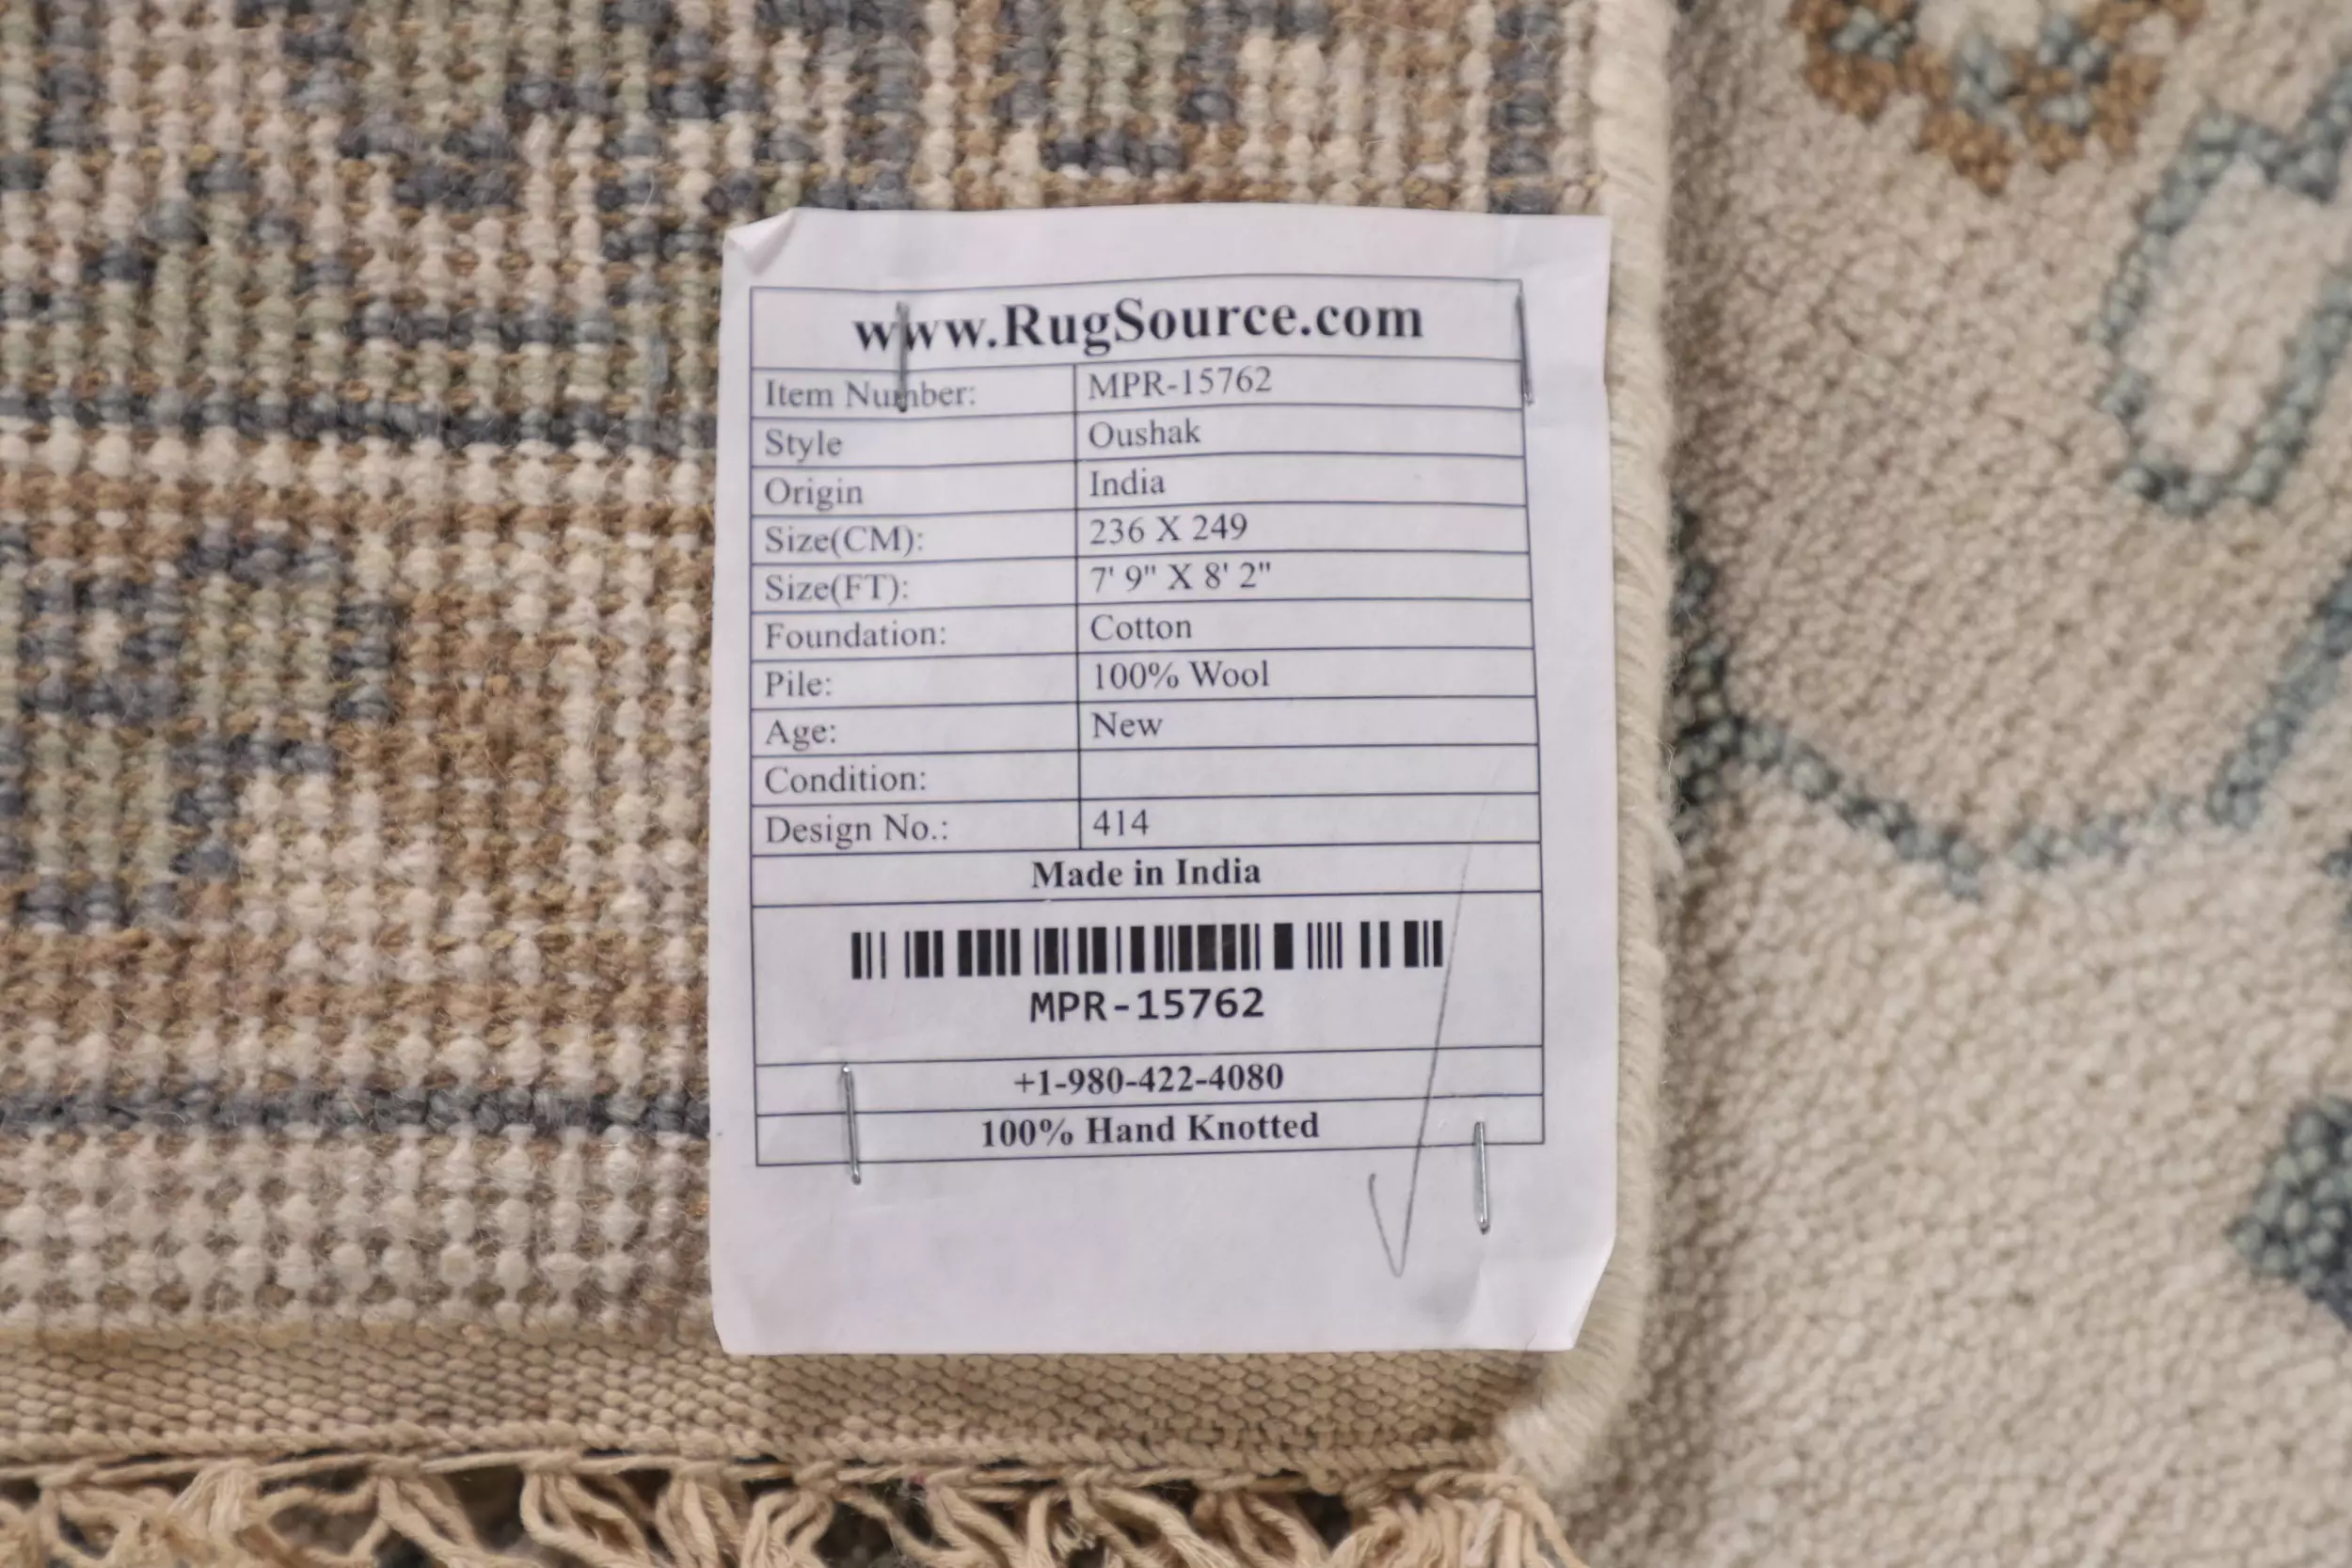 www.RugSource.com
Item Number: MPR-15762
Style Oushak
Origin India
Size(CM): 236 X 249
Size(FT): 7' 9" X 8' 2"
Foundation: Cotton
Pile: 100% Wool
Age: New
Condition:
Design No.: 414
Made in India
MPR-15762
+1-980-422-4080
100% Hand Knotted